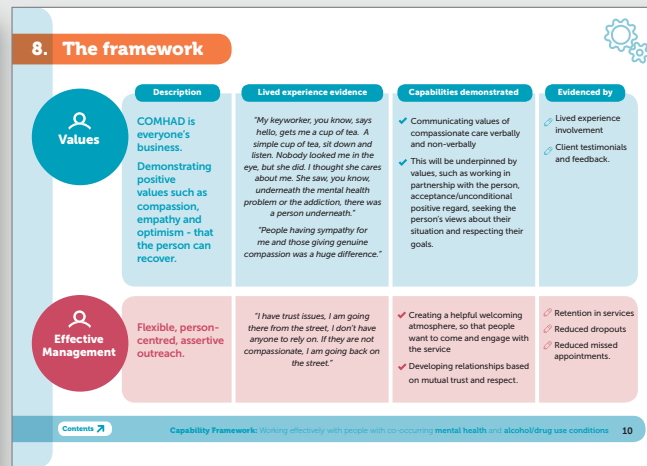 8. The framework
Description
Lived experience evidence
Capabilities demonstrated
Evidenced by
Values
COMHAD is
everyone's
business.
Demonstrating
positive
values such as
compassion,
empathy and
optimism - that
the person can
recover.
"My keyworker, you know, says
hello, gets me a cup of tea. A
simple cup of tea, sit down and
listen. Nobody looked me in the
eye, but she did. I thought she cares
about me. She saw, you know,
underneath the mental health
problem or the addiction, there was
a person underneath."
"People having sympathy for
me and those giving genuine
compassion was a huge difference."
Communicating values of
compassionate care verbally
and non-verbally
This will be underpinned by
values, such as working in
partnership with the person,
acceptance/unconditional
positive regard, seeking the
person's views about their
situation and respecting their
goals.
Lived experience
involvement
Client testimonials
and feedback.
Effective
Management
Flexible, person-
centred, assertive
outreach.
"I have trust issues, I am going
there from the street, I don't have
anyone to rely on. If they are not
compassionate, I am going back on
the street."
Creating a helpful welcoming
atmosphere, so that people
want to come and engage with
the service
Developing relationships based
on mutual trust and respect.
Retention in services
Reduced dropouts
Reduced missed
appointments.
Contents
Capability Framework: Working effectively with people with co-occurring mental health and alcohol/drug use conditions 10